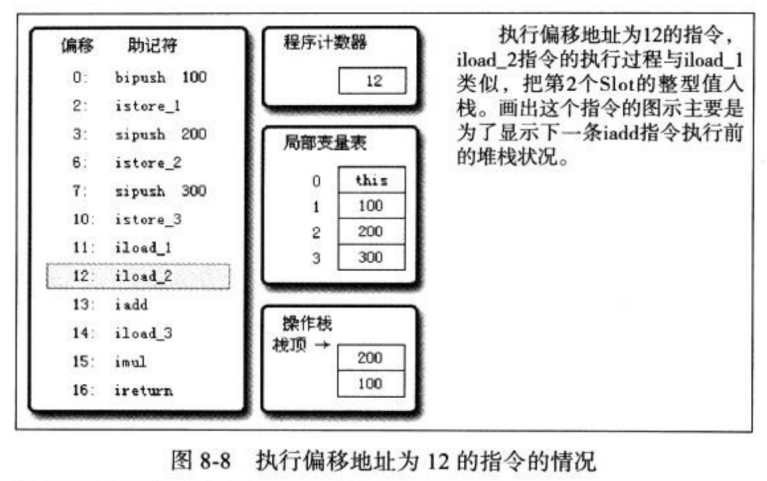 偏移 助记符
0: bipush 100
2: istore_1
3: sipush 200
6: istore_2
7: sipush 300
10: istore_3
11: iload_1
12: iload_2
13: iadd
14: iload_3
15: imul
16: ireturn
程序计数器
12
局部变量表
0 this
1 100
2 200
3 300
操作栈
栈顶 →
200
100
执行偏移地址为12的指令，
iload_2指令的执行过程与iload_1
类似，把第2个Slot的整型值入
栈。画出这个指令的图示主要是
为了显示下一条iadd指令执行前
的堆栈状况。
图 8-8 执行偏移地址为 12 的指令的情况